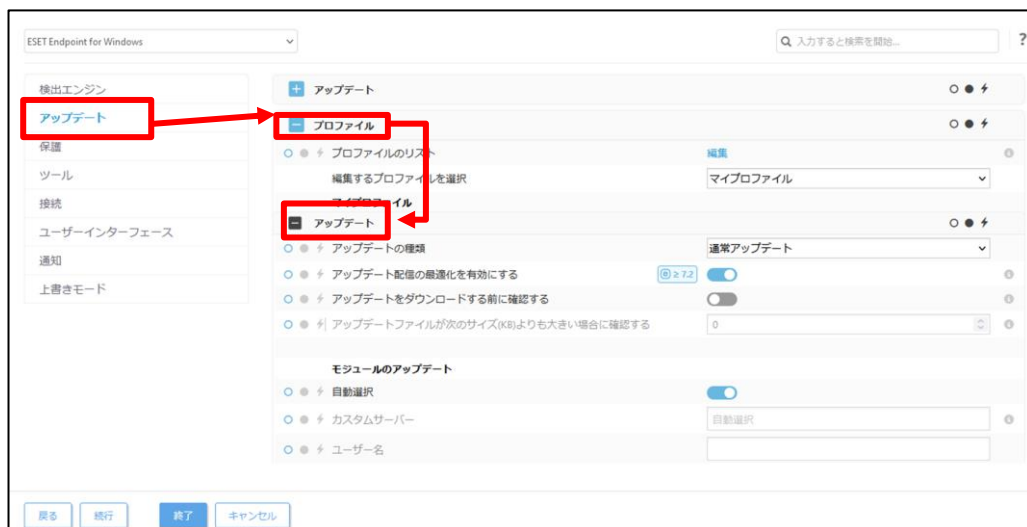 ESET Endpoint for Windows
入力すると検索を開始...
?
検出エンジン
アップデート
保護
ツール
接続
ユーザーインターフェース
通知
上書きモード
アップデート
プロファイル
プロファイルのリスト
編集
編集するプロファイルを選択
マイプロファイル
マイプロファイル
アップデート
アップデートの種類
通常アップデート
アップデート配信の最適化を有効にする
≥ 7.2
アップデートをダウンロードする前に確認する
アップデートファイルが次のサイズ(KB)よりも大きい場合に確認する
0
モジュールのアップデート
自動選択
カスタムサーバー
自動選択
ユーザー名
戻る
続行
終了
キャンセル